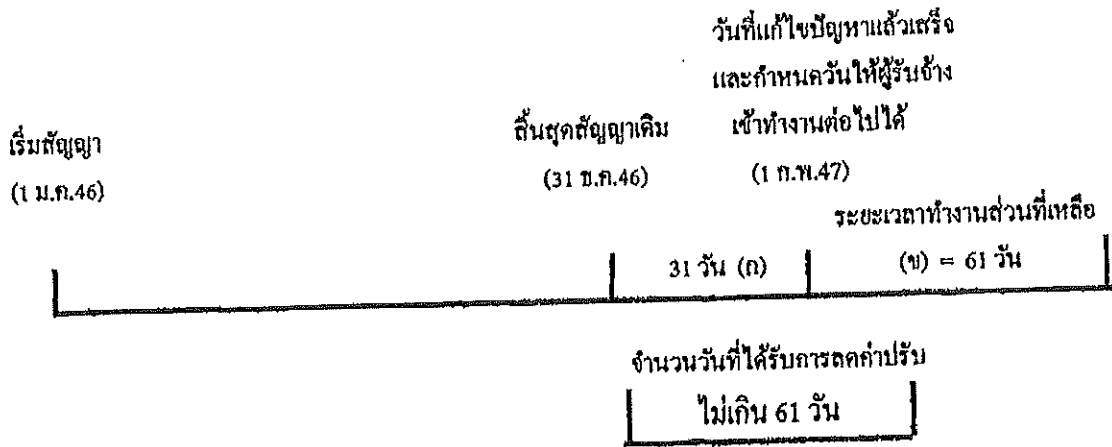 วันที่แก้ไขปัญหาแล้วเสร็จ
และกำหนดวันให้ผู้รับจ้าง
เริ่มสัญญา
สิ้นสุดสัญญาเดิม
เข้าทำงานต่อไปได้
(1 ม.ค.46)
(31 ธ.ค.46)
(1 ก.พ.47)
ระยะเวลาทำงานส่วนที่เหลือ
31 วัน (ก)
(ข) = 61 วัน
จำนวนวันที่ได้รับการลดค่าปรับ
ไม่เกิน 61 วัน